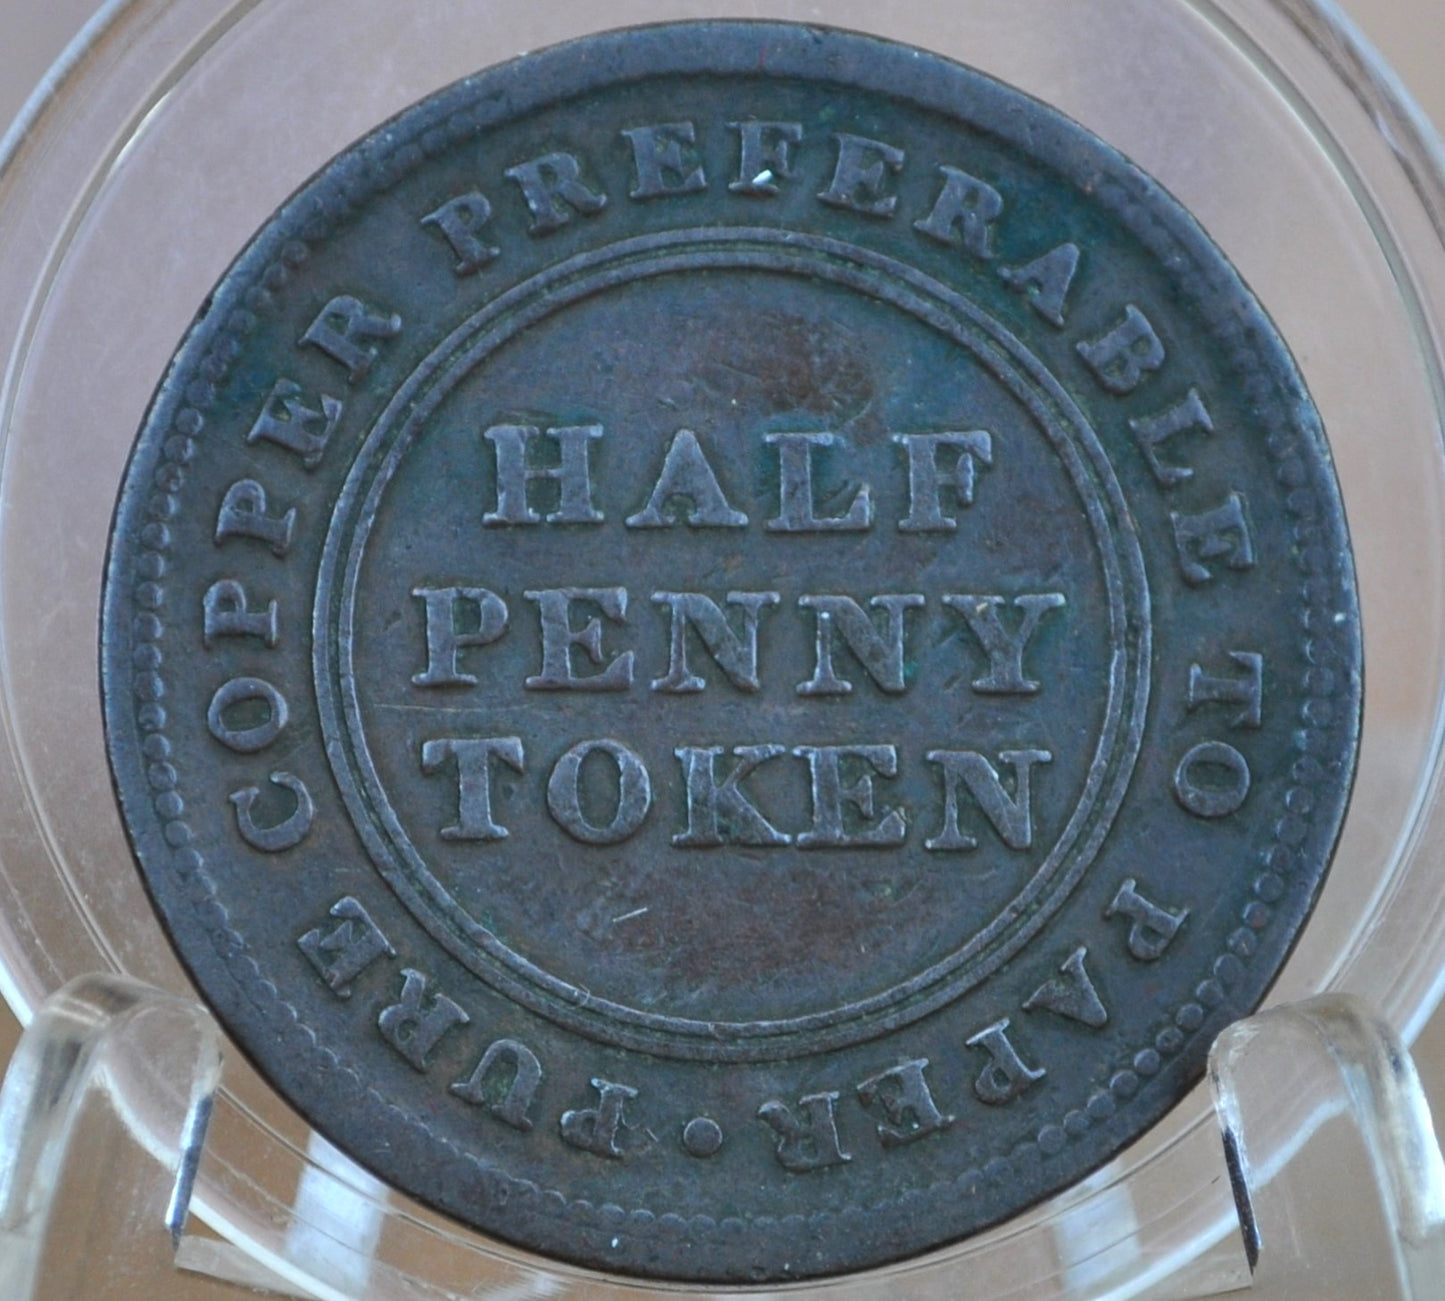 PURE COPPER PREFERABLE TO PAPER •
HALF
PENNY
TOKEN